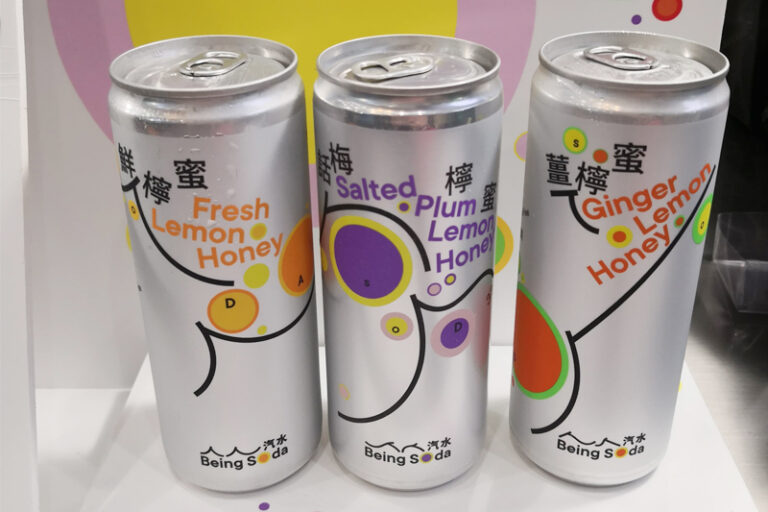 鮮檸蜜
Fresh
Lemon
Honey
D
A
汽水
Being Soda
梅檸蜜
Salted
Plum
Lemon
Honey
S
O
D
汽水
Being Soda
薑檸蜜
Ginger
Lemon
Honey
S
O
汽水
Being Soda